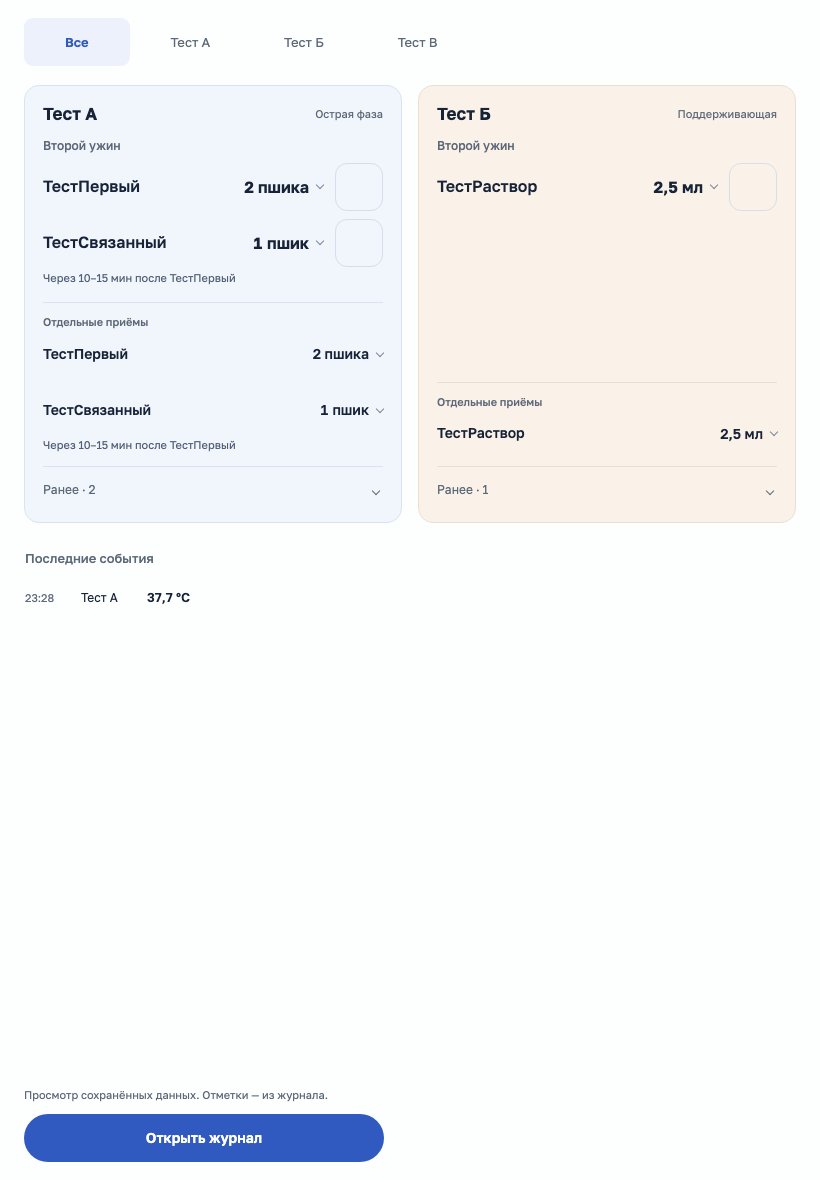 Все
Тест А
Тест Б
Тест В
Тест А
Острая фаза
Второй ужин
ТестПервый
2 пшика
ТестСвязанный
1 пшик
Через 10–15 мин после ТестПервый
Отдельные приёмы
ТестПервый
2 пшика
ТестСвязанный
1 пшик
Через 10–15 мин после ТестПервый
Ранее · 2
Тест Б
Поддерживающая
Второй ужин
ТестРаствор
2,5 мл
Отдельные приёмы
ТестРаствор
2,5 мл
Ранее · 1
Последние события
23:28 Тест А 37,7 °C
Просмотр сохранённых данных. Отметки — из журнала.
Открыть журнал